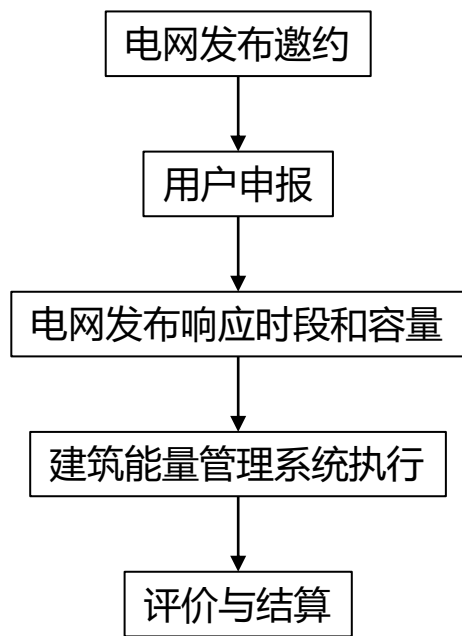 电网发布邀约
用户申报
电网发布响应时段和容量
建筑能量管理系统执行
评价与结算